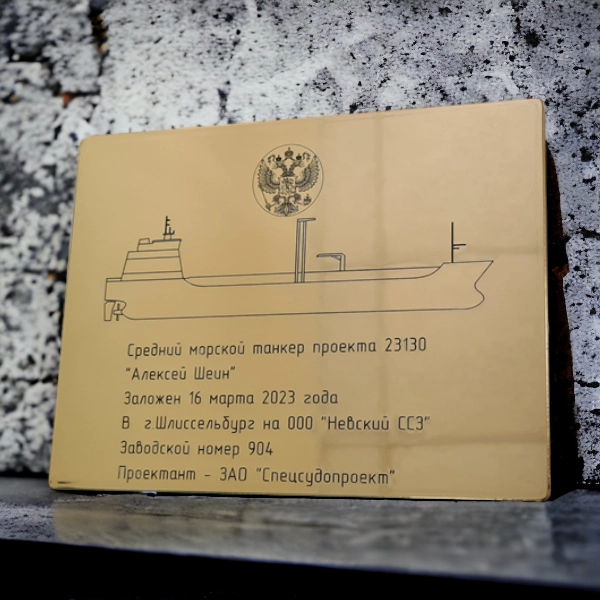 Средний морской танкер проекта 23130
"Алексей Шеин"
Заложен 16 марта 2023 года
В г.Шлиссельбург на ООО "Невский ССЗ"
Заводской номер 904
Проектант - ЗАО "Спецсудопроект"